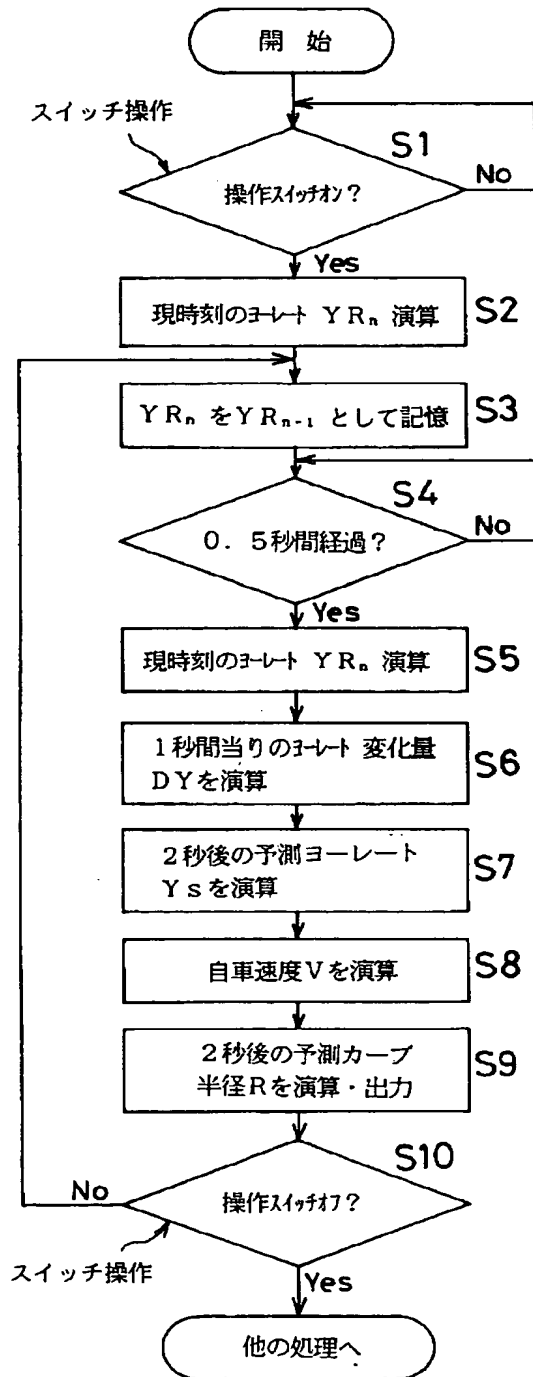 開 始
スイッチ操作
S1
操作スイッチオン?
No
Yes
現時刻のヨーレート YRn 演算
S2
YRn をYRn-1 として記憶
S3
S4
0.5秒間経過?
No
Yes
現時刻のヨーレート YRn 演算
S5
1秒間当りのヨーレート 変化量
DYを演算
S6
2秒後の予測ヨーレート
Ysを演算
S7
自車速度Vを演算
S8
2秒後の予測カーブ
半径Rを演算・出力
S9
S10
No
操作スイッチオフ?
スイッチ操作
Yes
他の処理へ